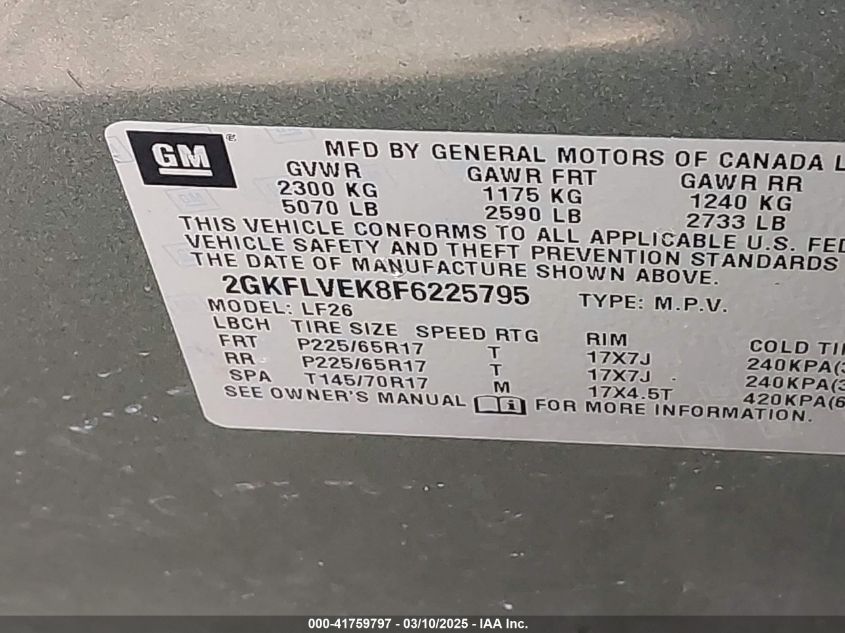 GM ®
MFD BY GENERAL MOTORS OF CANADA L
GVWR GAWR FRT GAWR RR
2300 KG 1175 KG 1240 KG
5070 LB 2590 LB 2733 LB
THIS VEHICLE CONFORMS TO ALL APPLICABLE U.S. FED
VEHICLE SAFETY AND THEFT PREVENTION STANDARDS
THE DATE OF MANUFACTURE SHOWN ABOVE.
2GKFLVEK8F6225795 TYPE: M.P.V.
MODEL: LF26
LBCH TIRE SIZE SPEED RTG RIM COLD TI
FRT P225/65R17 T 17X7J 240KPA(3
RR P225/65R17 T 17X7J 240KPA(3
SPA T145/70R17 M 17X4.5T 420KPA(6
SEE OWNER'S MANUAL FOR MORE INFORMATION.
000-41759797 - 03/10/2025 - IAA Inc.